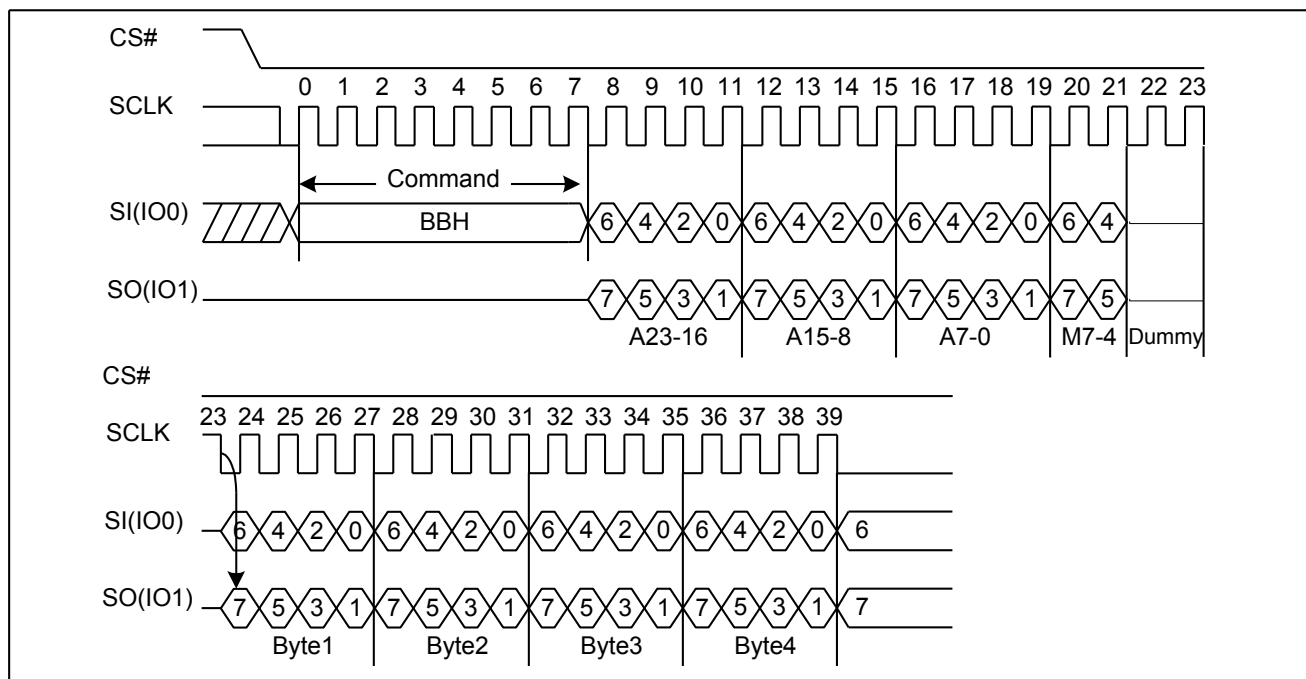 CS#
0 1 2 3 4 5 6 7 8 9 10 11 12 13 14 15 16 17 18 19 20 21 22 23
SCLK
Command
SI(IO0) BBH 6 4 2 0 6 4 2 0 6 4 2 0 6 4
SO(IO1) 7 5 3 1 7 5 3 1 7 5 3 1 7 5
A23-16 A15-8 A7-0 M7-4 Dummy
CS#
23 24 25 26 27 28 29 30 31 32 33 34 35 36 37 38 39
SCLK
SI(IO0) 6 4 2 0 6 4 2 0 6 4 2 0 6 4 2 0 6
SO(IO1) 7 5 3 1 7 5 3 1 7 5 3 1 7 5 3 1 7
Byte1 Byte2 Byte3 Byte4